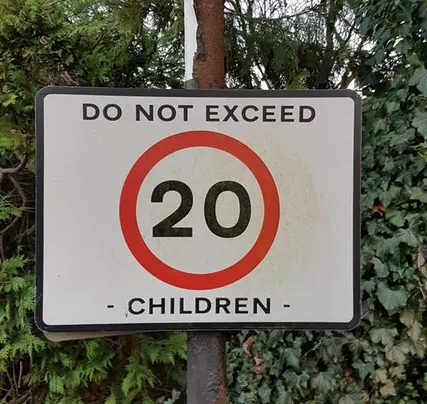 DO NOT EXCEED
20
- CHILDREN -